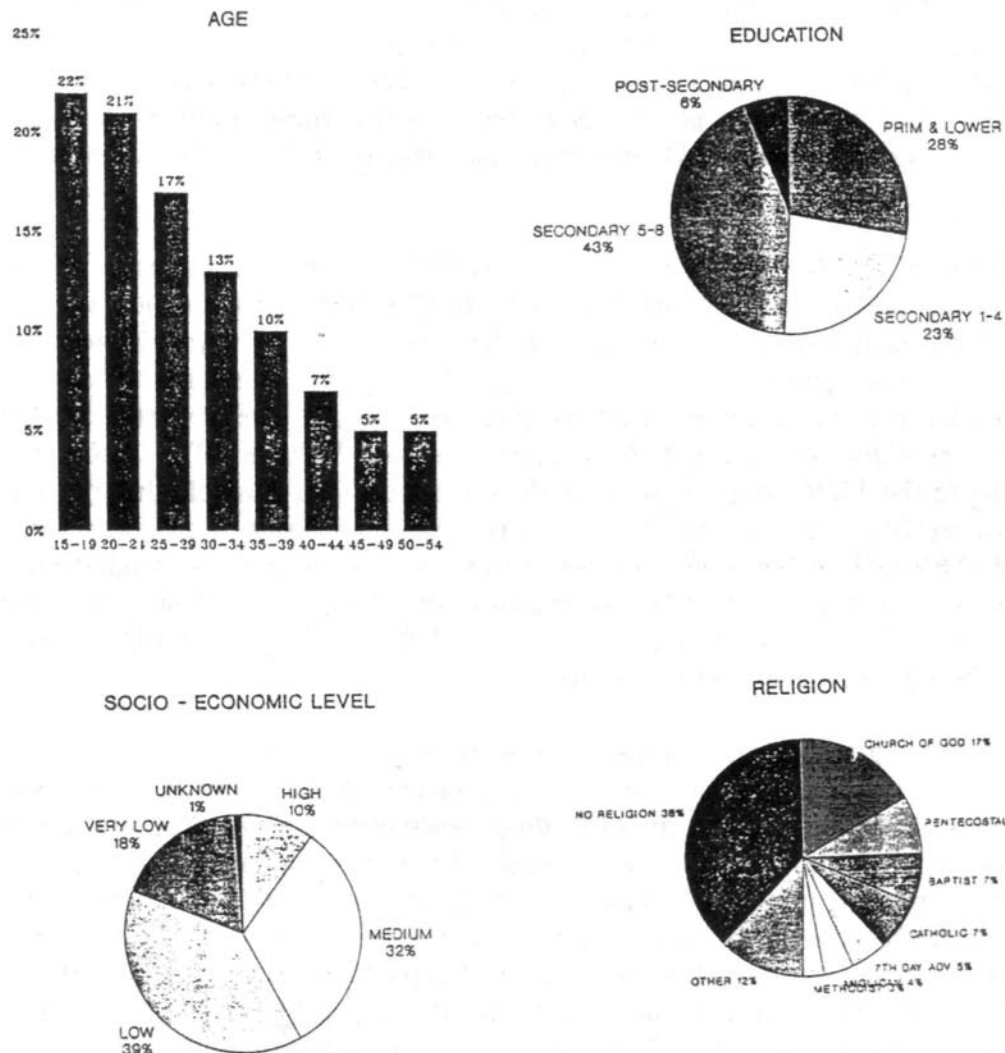 AGE
25%
20%
15%
10%
5%
0%
22%
21%
17%
13%
10%
7%
5%
5%
15-19 20-24 25-29 30-34 35-39 40-44 45-49 50-54
EDUCATION
POST-SECONDARY
6%
PRIM & LOWER
28%
SECONDARY 5-8
43%
SECONDARY 1-4
23%
SOCIO - ECONOMIC LEVEL
UNKNOWN
1%
HIGH
10%
VERY LOW
18%
MEDIUM
32%
LOW
39%
RELIGION
CHURCH OF GOD 17%
NO RELIGION 38%
PENTECOSTAL
BAPTIST 7%
CATHOLIC 7%
7TH DAY ADV 5%
ANGLICAN 4%
METHODIST 3%
OTHER 12%